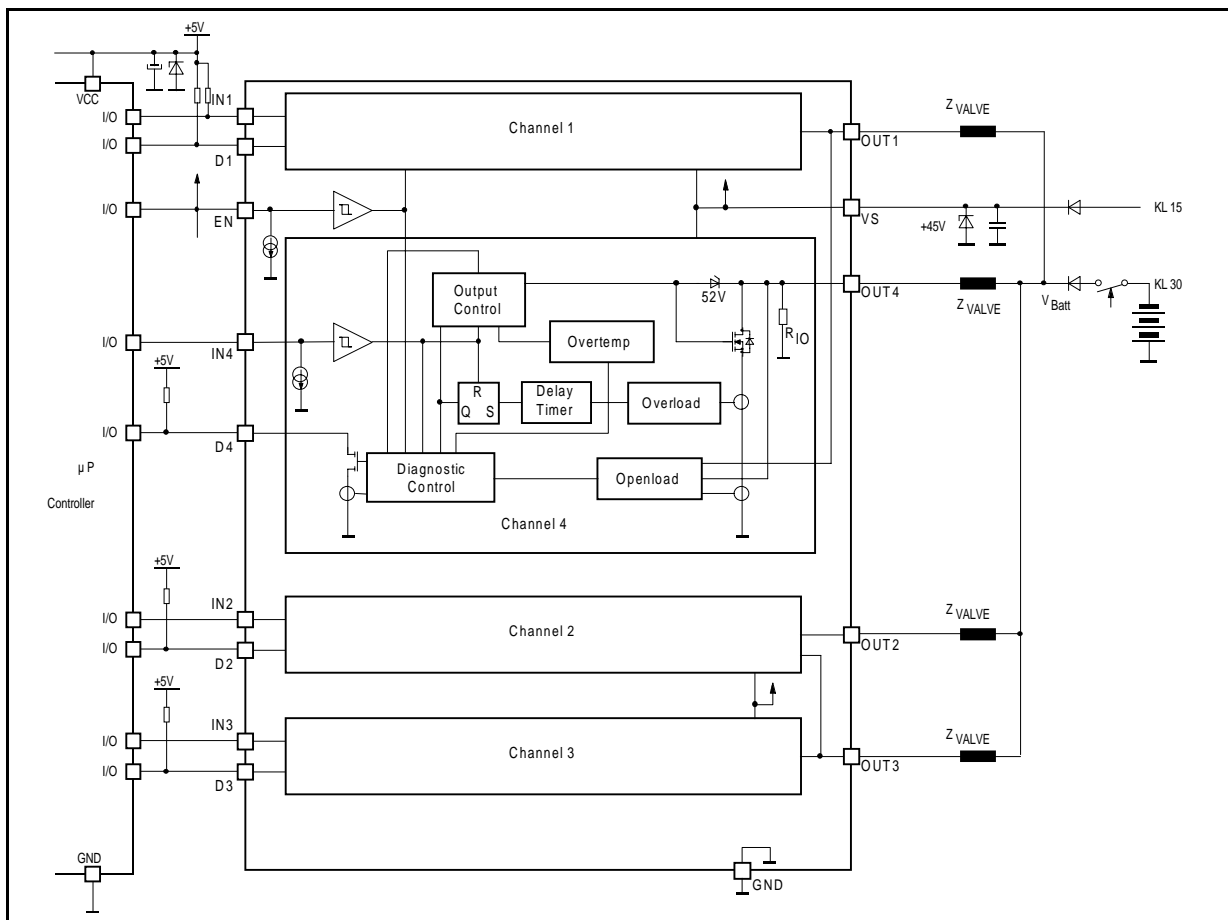 +5V
VCC
IN1
I/O
Channel 1
Z VALVE
I/O
D1
OUT1
I/O
EN
VS
+45V
KL 15
Output
Control
52V
OUT4
Z VALVE
V Batt
KL 30
I/O
IN4
Overtemp
R IO
+5V
R
Q S
Delay
Timer
Overload
I/O
D4
µP
Controller
Diagnostic
Control
Openload
Channel 4
+5V
I/O
IN2
Channel 2
Z VALVE
I/O
D2
OUT2
+5V
I/O
IN3
Channel 3
Z VALVE
I/O
D3
OUT3
GND
GND